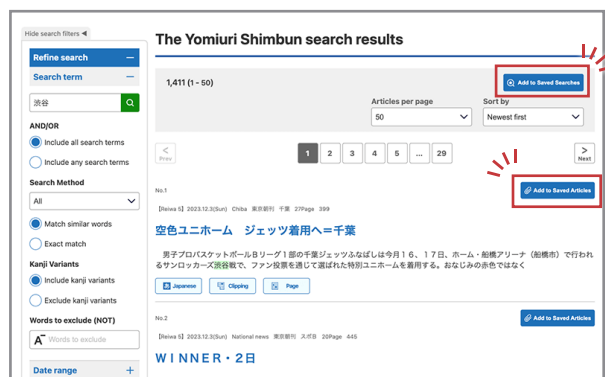 Hide search filters ◀
Refine search
Search term
渋谷
AND/OR
Include all search terms
Include any search terms
Search Method
All
Match similar words
Exact match
Kanji Variants
Include kanji variants
Exclude kanji variants
Words to exclude (NOT)
A Words to exclude
Date range
The Yomiuri Shimbun search results
1,411 (1 - 50)
Add to Saved Searches
Articles per page
Sort by
50
Newest first
< Prev
1 2 3 4 5 ... 29
> Next
No.1
Add to Saved Articles
【Reiwa 5】2023.12.3(Sun) Chiba 東京朝刊 千葉 27Page 399
空色ユニホーム ジェッツ着用へ＝千葉
男子プロバスケットボールＢリーグ１部の千葉ジェッツふなばしは今月１６、１７日、ホーム・船橋アリーナ（船橋市）で行われ
るサンロッカーズ渋谷戦で、ファン投票を通じて選ばれた特別ユニホームを着用する。おなじみの赤色ではなく
Japanese
Clipping
Page
No.2
Add to Saved Articles
【Reiwa 5】2023.12.3(Sun) National news 東京朝刊 スポB 20Page 445
ＷＩＮＮＥＲ・２日